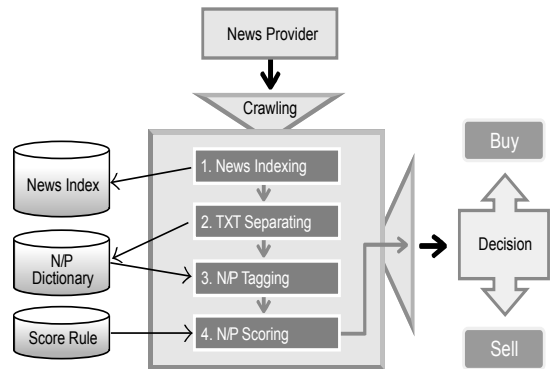 News Provider
Crawling
1. News Indexing
2. TXT Separating
3. N/P Tagging
4. N/P Scoring
News Index
N/P
Dictionary
Score Rule
Buy
Decision
Sell